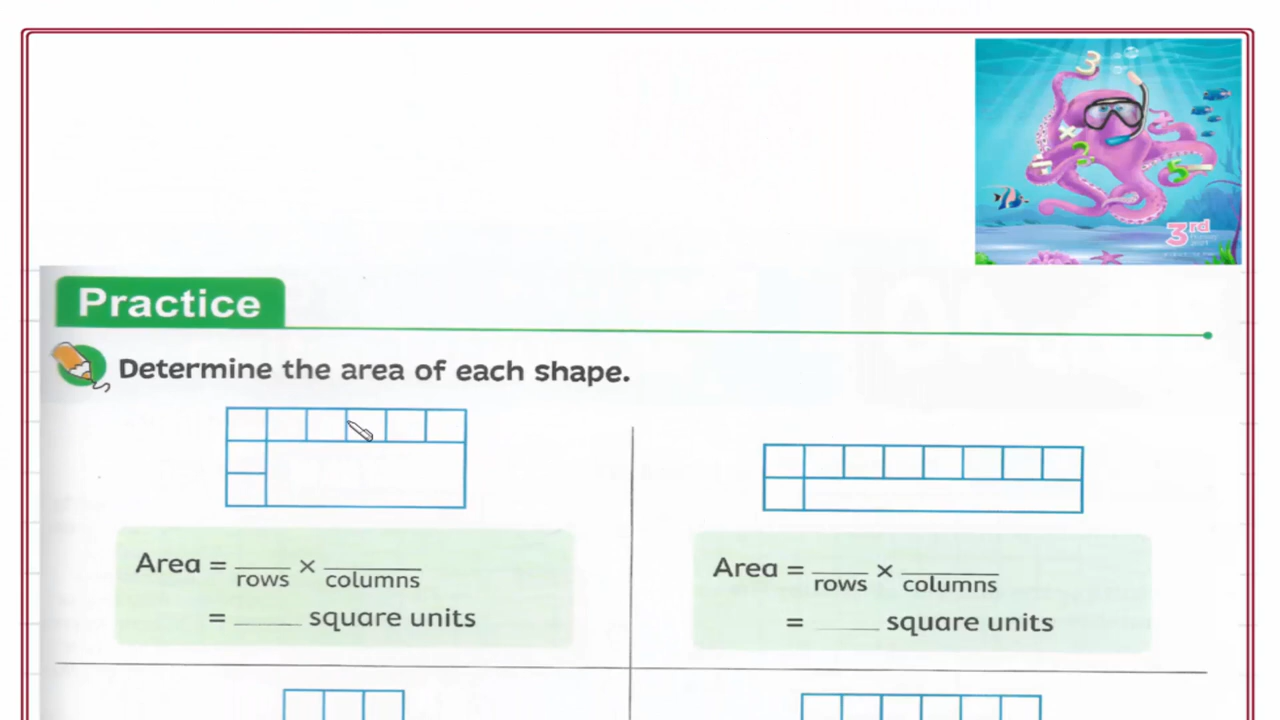 3rd
Practice
Determine the area of each shape.
Area = ____ × ____
rows columns
= ____ square units
Area = ____ × ____
rows columns
= ____ square units